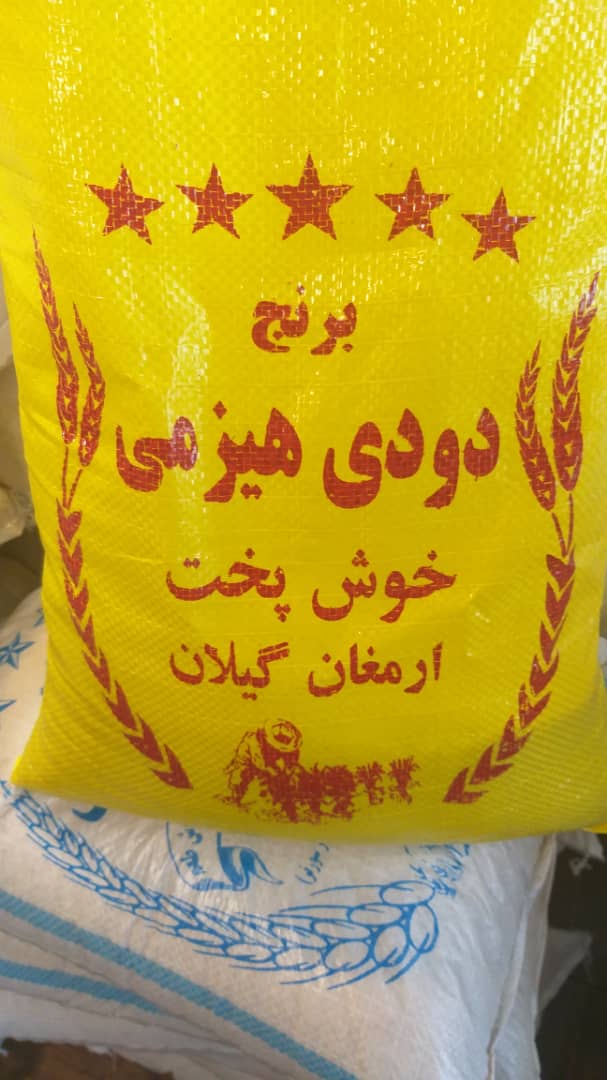 برنج
دودی هیزمی
خوش پخت
ارمغان گیلان